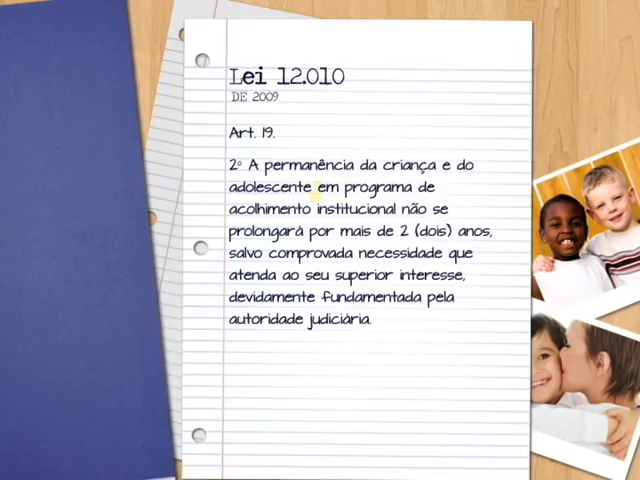 Lei 12.010
DE 2009
Art. 19.
2º A permanência da criança e do
adolescente em programa de
acolhimento institucional não se
prolongará por mais de 2 (dois) anos,
salvo comprovada necessidade que
atenda ao seu superior interesse,
devidamente fundamentada pela
autoridade judiciária.